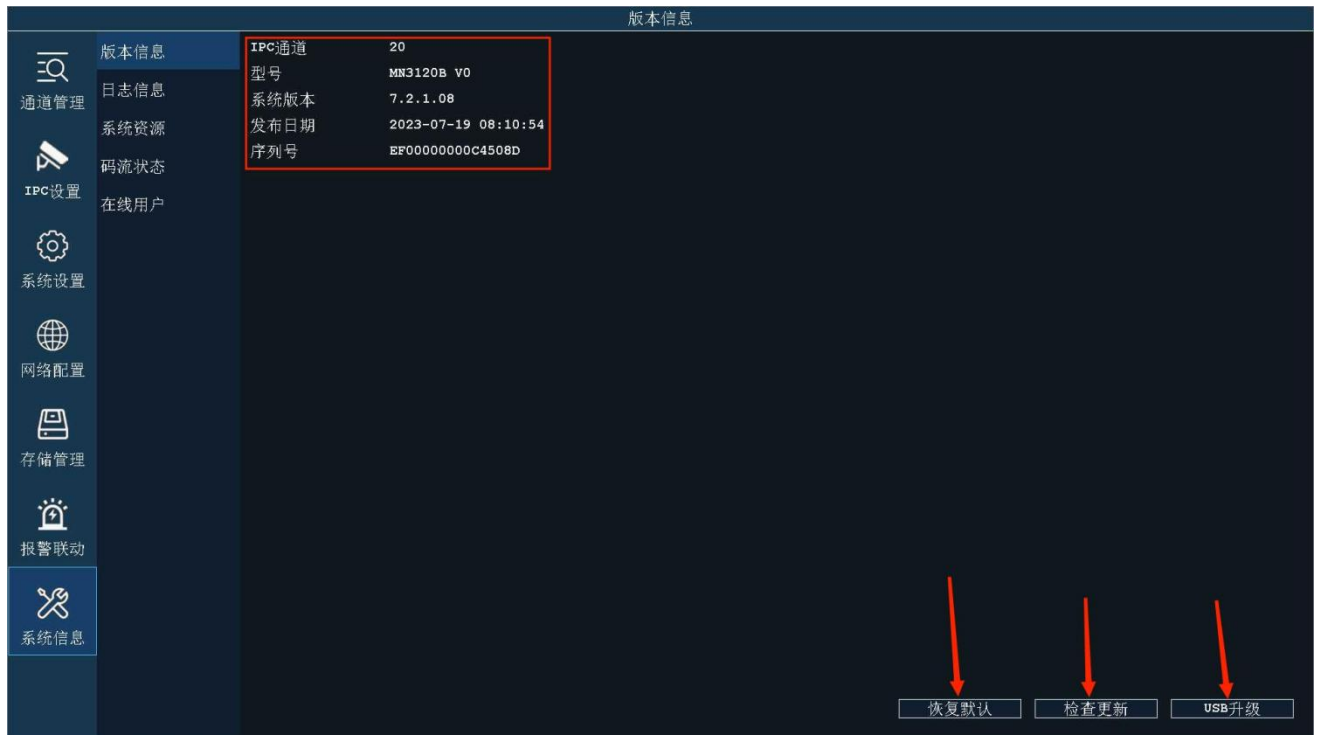 版本信息
通道管理
IPC设置
系统设置
网络配置
存储管理
报警联动
系统信息
版本信息
日志信息
系统资源
码流状态
在线用户
IPC通道 20
型号 MN3120B V0
系统版本 7.2.1.08
发布日期 2023-07-19 08:10:54
序列号 EF00000000C4508D
恢复默认 检查更新 USB升级